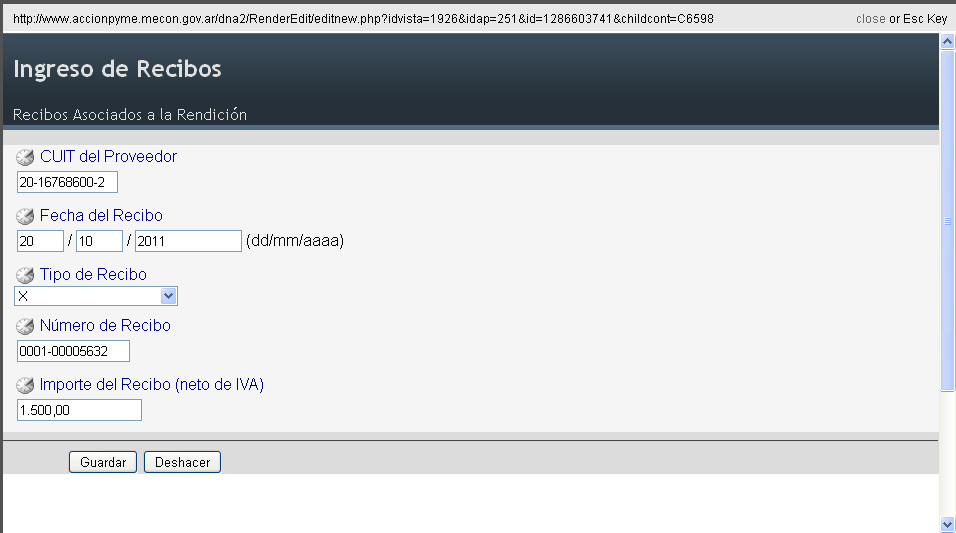 http://www.accionpyme.mecon.gov.ar/dna2/RenderEdit/editnew.php?idvista=1926&idap=251&id=1286603741&childcont=C6598 close or Esc Key
Ingreso de Recibos
Recibos Asociados a la Rendición
CUIT del Proveedor
20-16768600-2
Fecha del Recibo
20 / 10 / 2011 (dd/mm/aaaa)
Tipo de Recibo
X
Número de Recibo
0001-00005632
Importe del Recibo (neto de IVA)
1.500,00
Guardar Deshacer